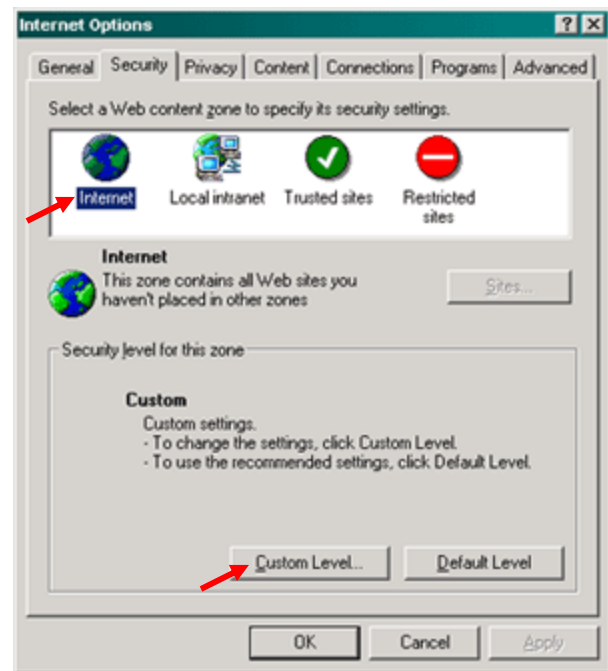 Internet Options
General Security Privacy Content Connections Programs Advanced
Select a Web content zone to specify its security settings.
Internet Local intranet Trusted sites Restricted
sites
Internet
This zone contains all Web sites you
haven't placed in other zones
Sites...
Security level for this zone
Custom
Custom settings.
- To change the settings, click Custom Level.
- To use the recommended settings, click Default Level.
Custom Level... Default Level
OK Cancel Apply